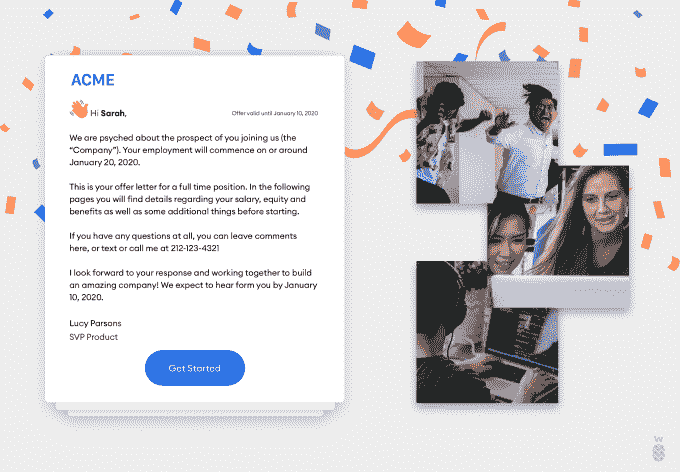 ACME
Hi Sarah,
Offer valid until January 10, 2020
We are psyched about the prospect of you joining us (the
“Company”). Your employment will commence on or around
January 20, 2020.
This is your offer letter for a full time position. In the following
pages you will find details regarding your salary, equity and
benefits as well as some additional things before starting.
If you have any questions at all, you can leave comments
here, or text or call me at 212-123-4321
I look forward to your response and working together to build
an amazing company! We expect to hear form you by January
10, 2020.
Lucy Parsons
SVP Product
Get Started